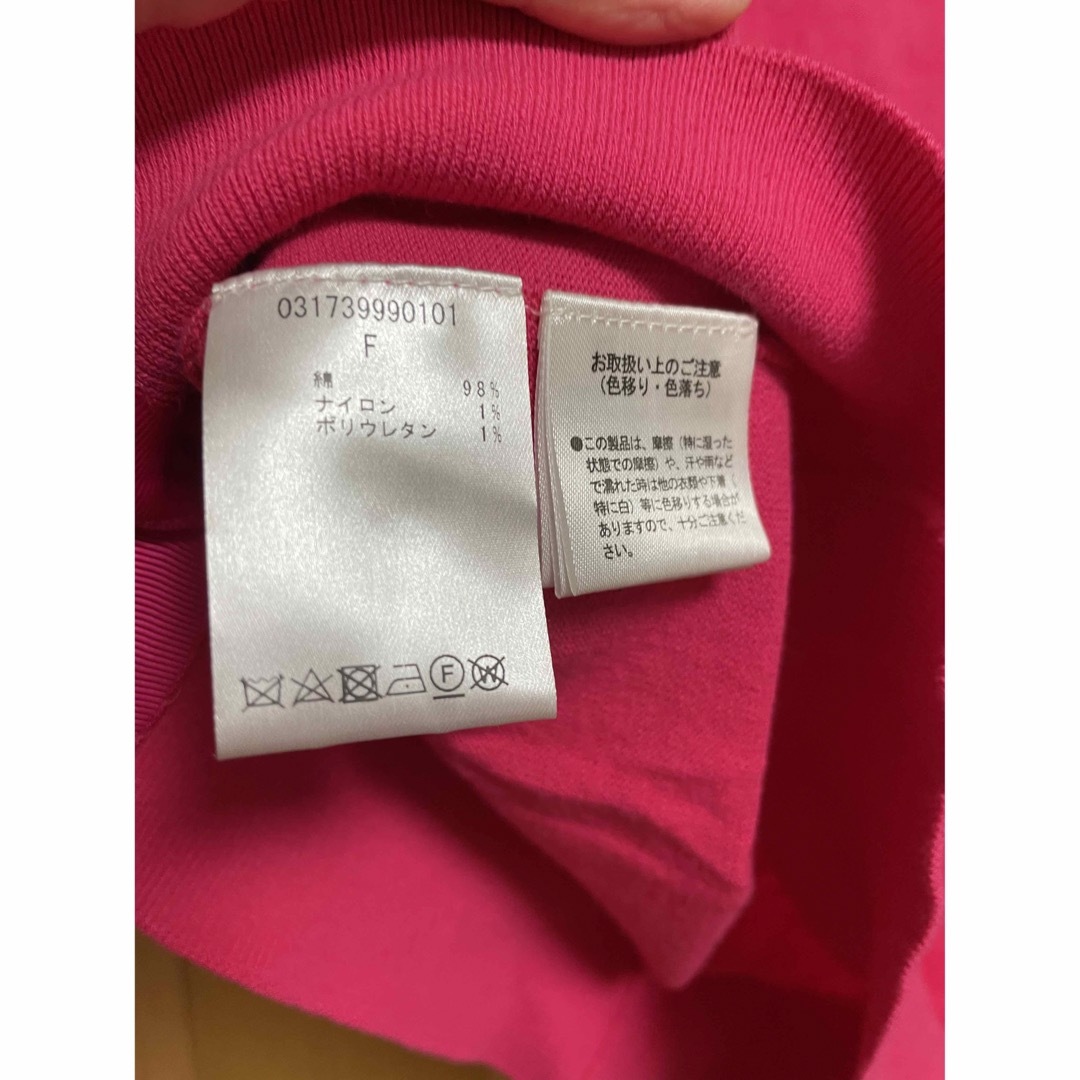 031739990101
F
綿 98%
ナイロン 1%
ポリウレタン 1%
F
W
お取扱い上のご注意
(色移り・色落ち)
●この製品は、摩擦(特に湿った
状態での摩擦)や、汗や雨など
で濡れた時は他の衣類や下着(
特に白)等に色移りする場合が
ありますので、十分ご注意くだ
さい。